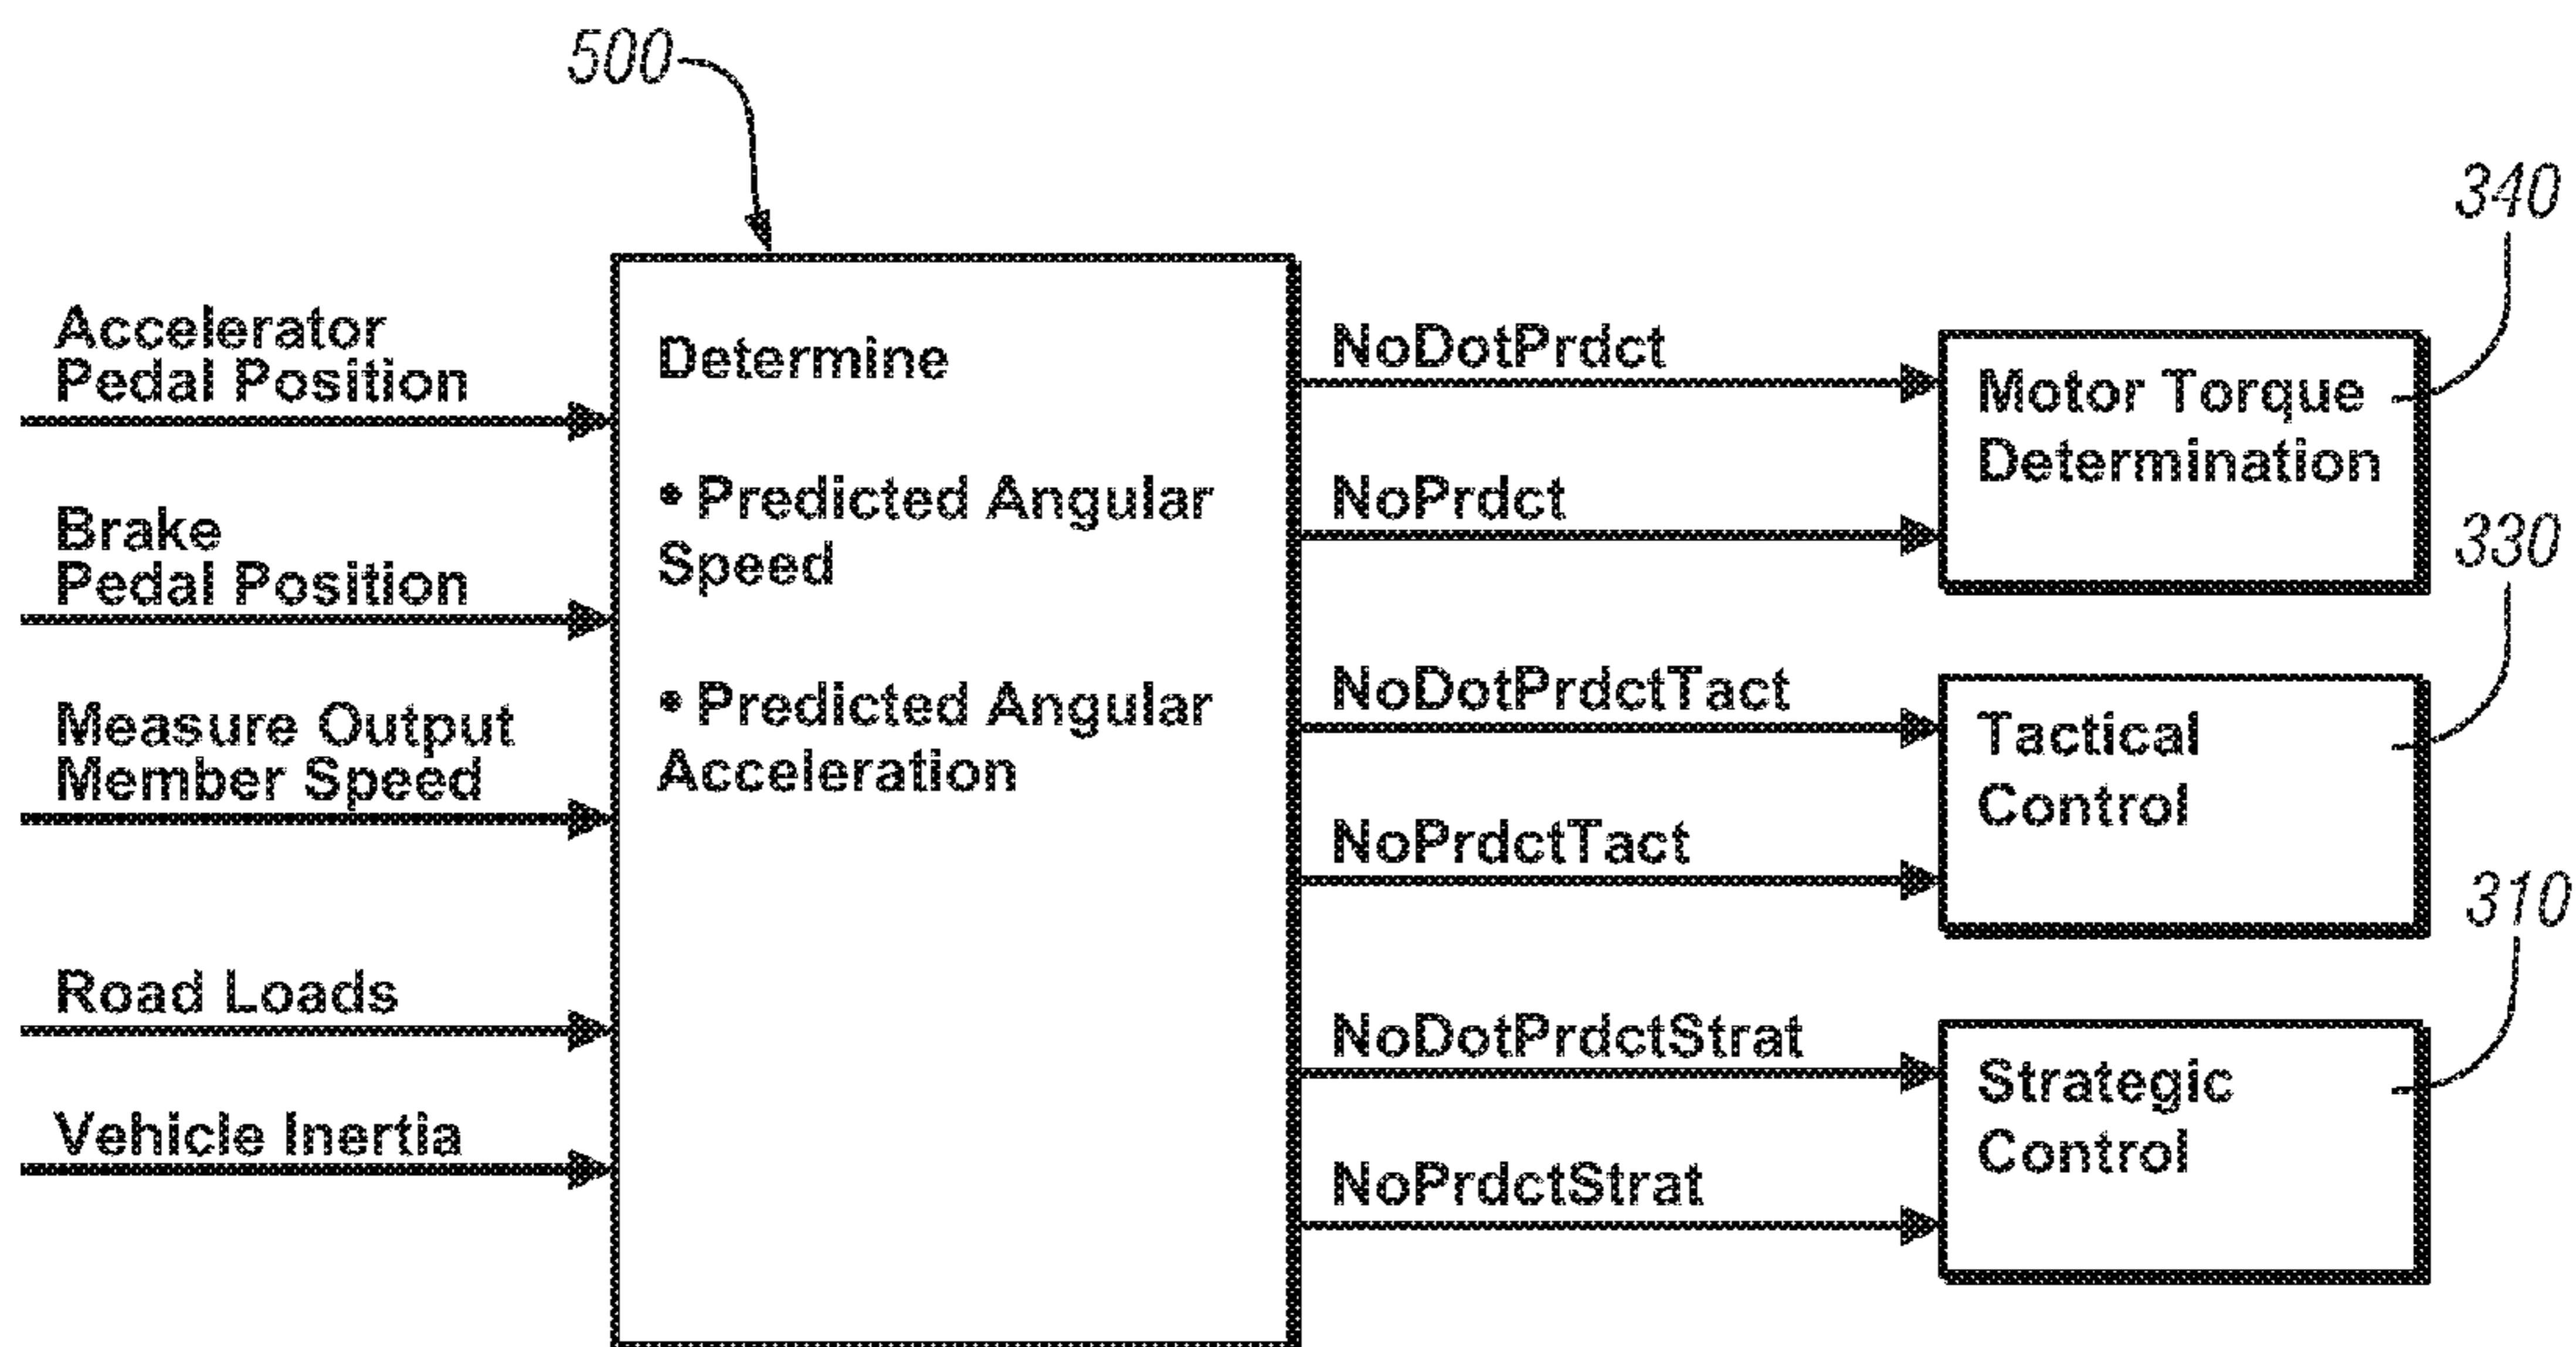 500
340
Accelerator
Pedal Position
Brake
Pedal Position
Measure Output
Member Speed
Road Loads
Vehicle Inertia
Determine
• Predicted Angular
Speed
• Predicted Angular
Acceleration
NoDotPrdct
NoPrdct
NoDotPrdctTact
NoPrdctTact
NoDotPrdctStrat
NoPrdctStrat
Motor Torque
Determination
330
Tactical
Control
310
Strategic
Control